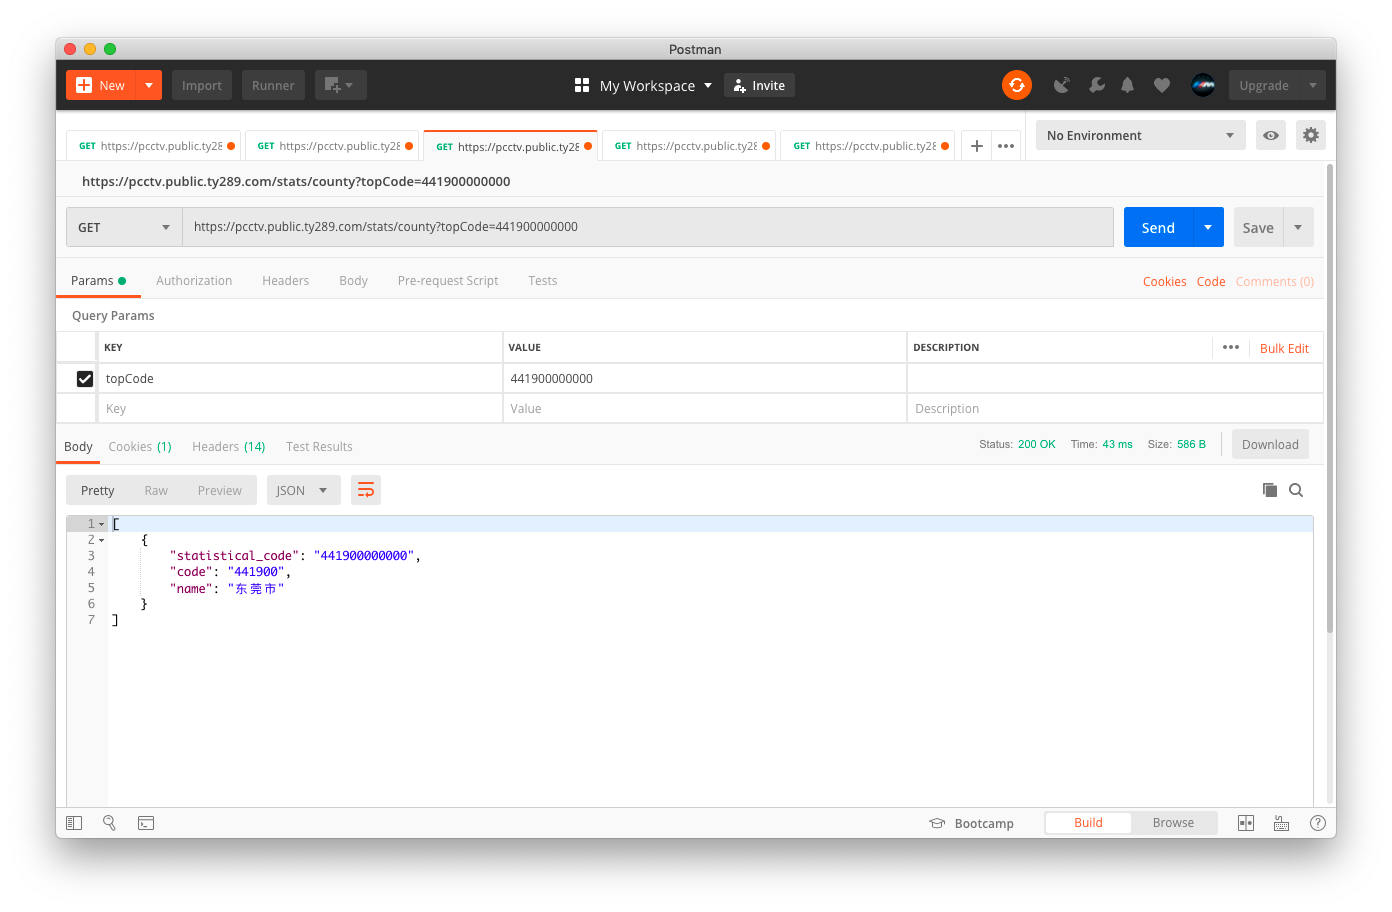 Postman
New
Import
Runner
My Workspace
Invite
Upgrade
GET https://pccctv.public.ty28
GET https://pcctv.public.ty28
GET https://pcctv.public.ty28
GET https://pcctv.public.ty28
GET https://pcctv.public.ty28
No Environment
https://pcctv.public.ty289.com/stats/county?topCode=441900000000
GET
https://pcctv.public.ty289.com/stats/county?topCode=441900000000
Send
Save
Params
Authorization
Headers
Body
Pre-request Script
Tests
Cookies
Code
Comments (0)
Query Params
KEY
VALUE
DESCRIPTION
Bulk Edit
topCode
441900000000
Key
Value
Description
Body
Cookies (1)
Headers (14)
Test Results
Status: 200 OK
Time: 43 ms
Size: 586 B
Download
Pretty
Raw
Preview
JSON
1 [
2 {
3 "statistical_code": "441900000000",
4 "code": "441900",
5 "name": "东莞市"
6 }
7 ]
Bootcamp
Build
Browse